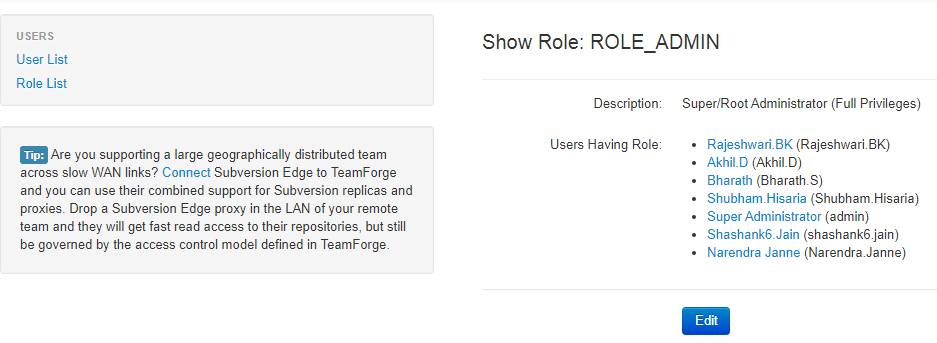 USERS
User List
Role List
Tip: Are you supporting a large geographically distributed team
across slow WAN links? Connect Subversion Edge to TeamForge
and you can use their combined support for Subversion replicas and
proxies. Drop a Subversion Edge proxy in the LAN of your remote
team and they will get fast read access to their repositories, but still
be governed by the access control model defined in TeamForge.
Show Role: ROLE_ADMIN
Description: Super/Root Administrator (Full Privileges)
Users Having Role: • Rajeshwari.BK (Rajeshwari.BK)
• Akhil.D (Akhil.D)
• Bharath (Bharath.S)
• Shubham.Hisaria (Shubham.Hisaria)
• Super Administrator (admin)
• Shashank6.Jain (shashank6.jain)
• Narendra Janne (Narendra.Janne)
Edit